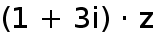 (1 + 3i) · z